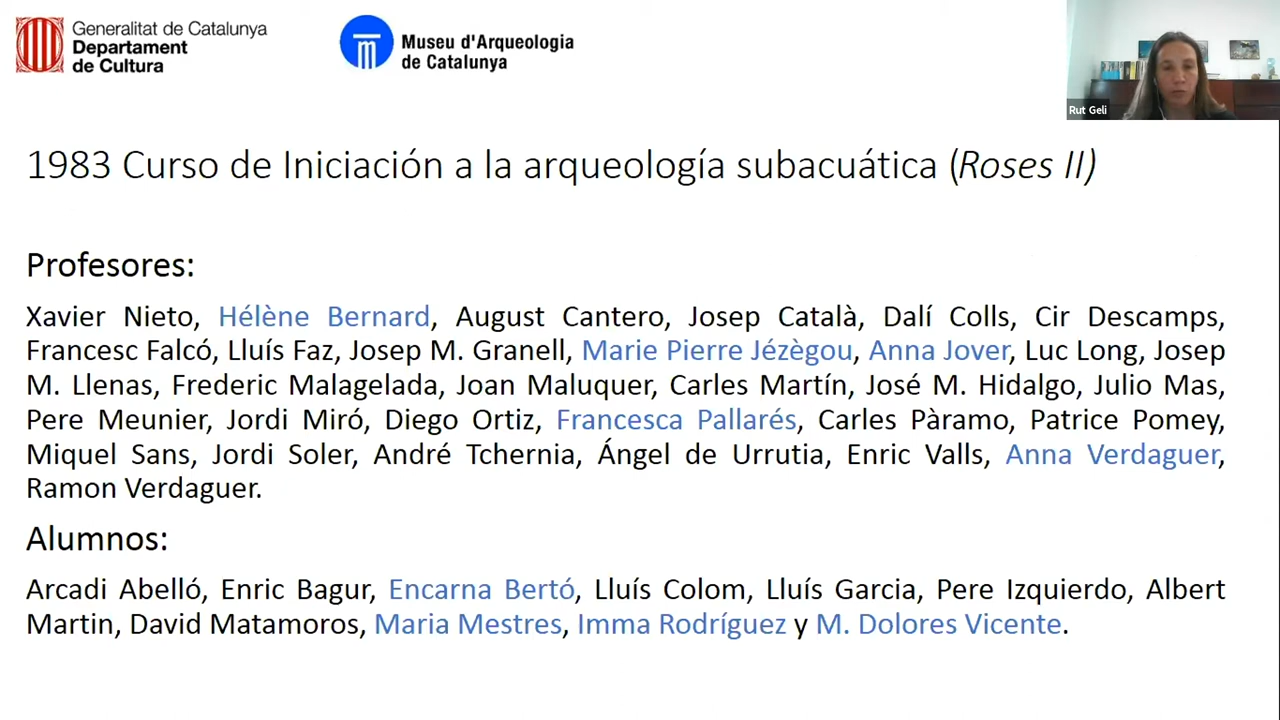 Generalitat de Catalunya
Departament
de Cultura
Museu d'Arqueologia
de Catalunya
Rut Geli
1983 Curso de Iniciación a la arqueología subacuática (Roses II)
Profesores:
Xavier Nieto, Hélène Bernard, August Cantero, Josep Català, Dalí Colls, Cir Descamps,
Francesc Falcó, Lluís Faz, Josep M. Granell, Marie Pierre Jézègou, Anna Jover, Luc Long, Josep
M. Llenas, Frederic Malagelada, Joan Maluquer, Carles Martín, José M. Hidalgo, Julio Mas,
Pere Meunier, Jordi Miró, Diego Ortiz, Francesca Pallarés, Carles Pàramo, Patrice Pomey,
Miquel Sans, Jordi Soler, André Tchernia, Ángel de Urrutia, Enric Valls, Anna Verdaguer,
Ramon Verdaguer.
Alumnos:
Arcadi Abelló, Enric Bagur, Encarna Bertó, Lluís Colom, Lluís Garcia, Pere Izquierdo, Albert
Martin, David Matamoros, Maria Mestres, Imma Rodríguez y M. Dolores Vicente.